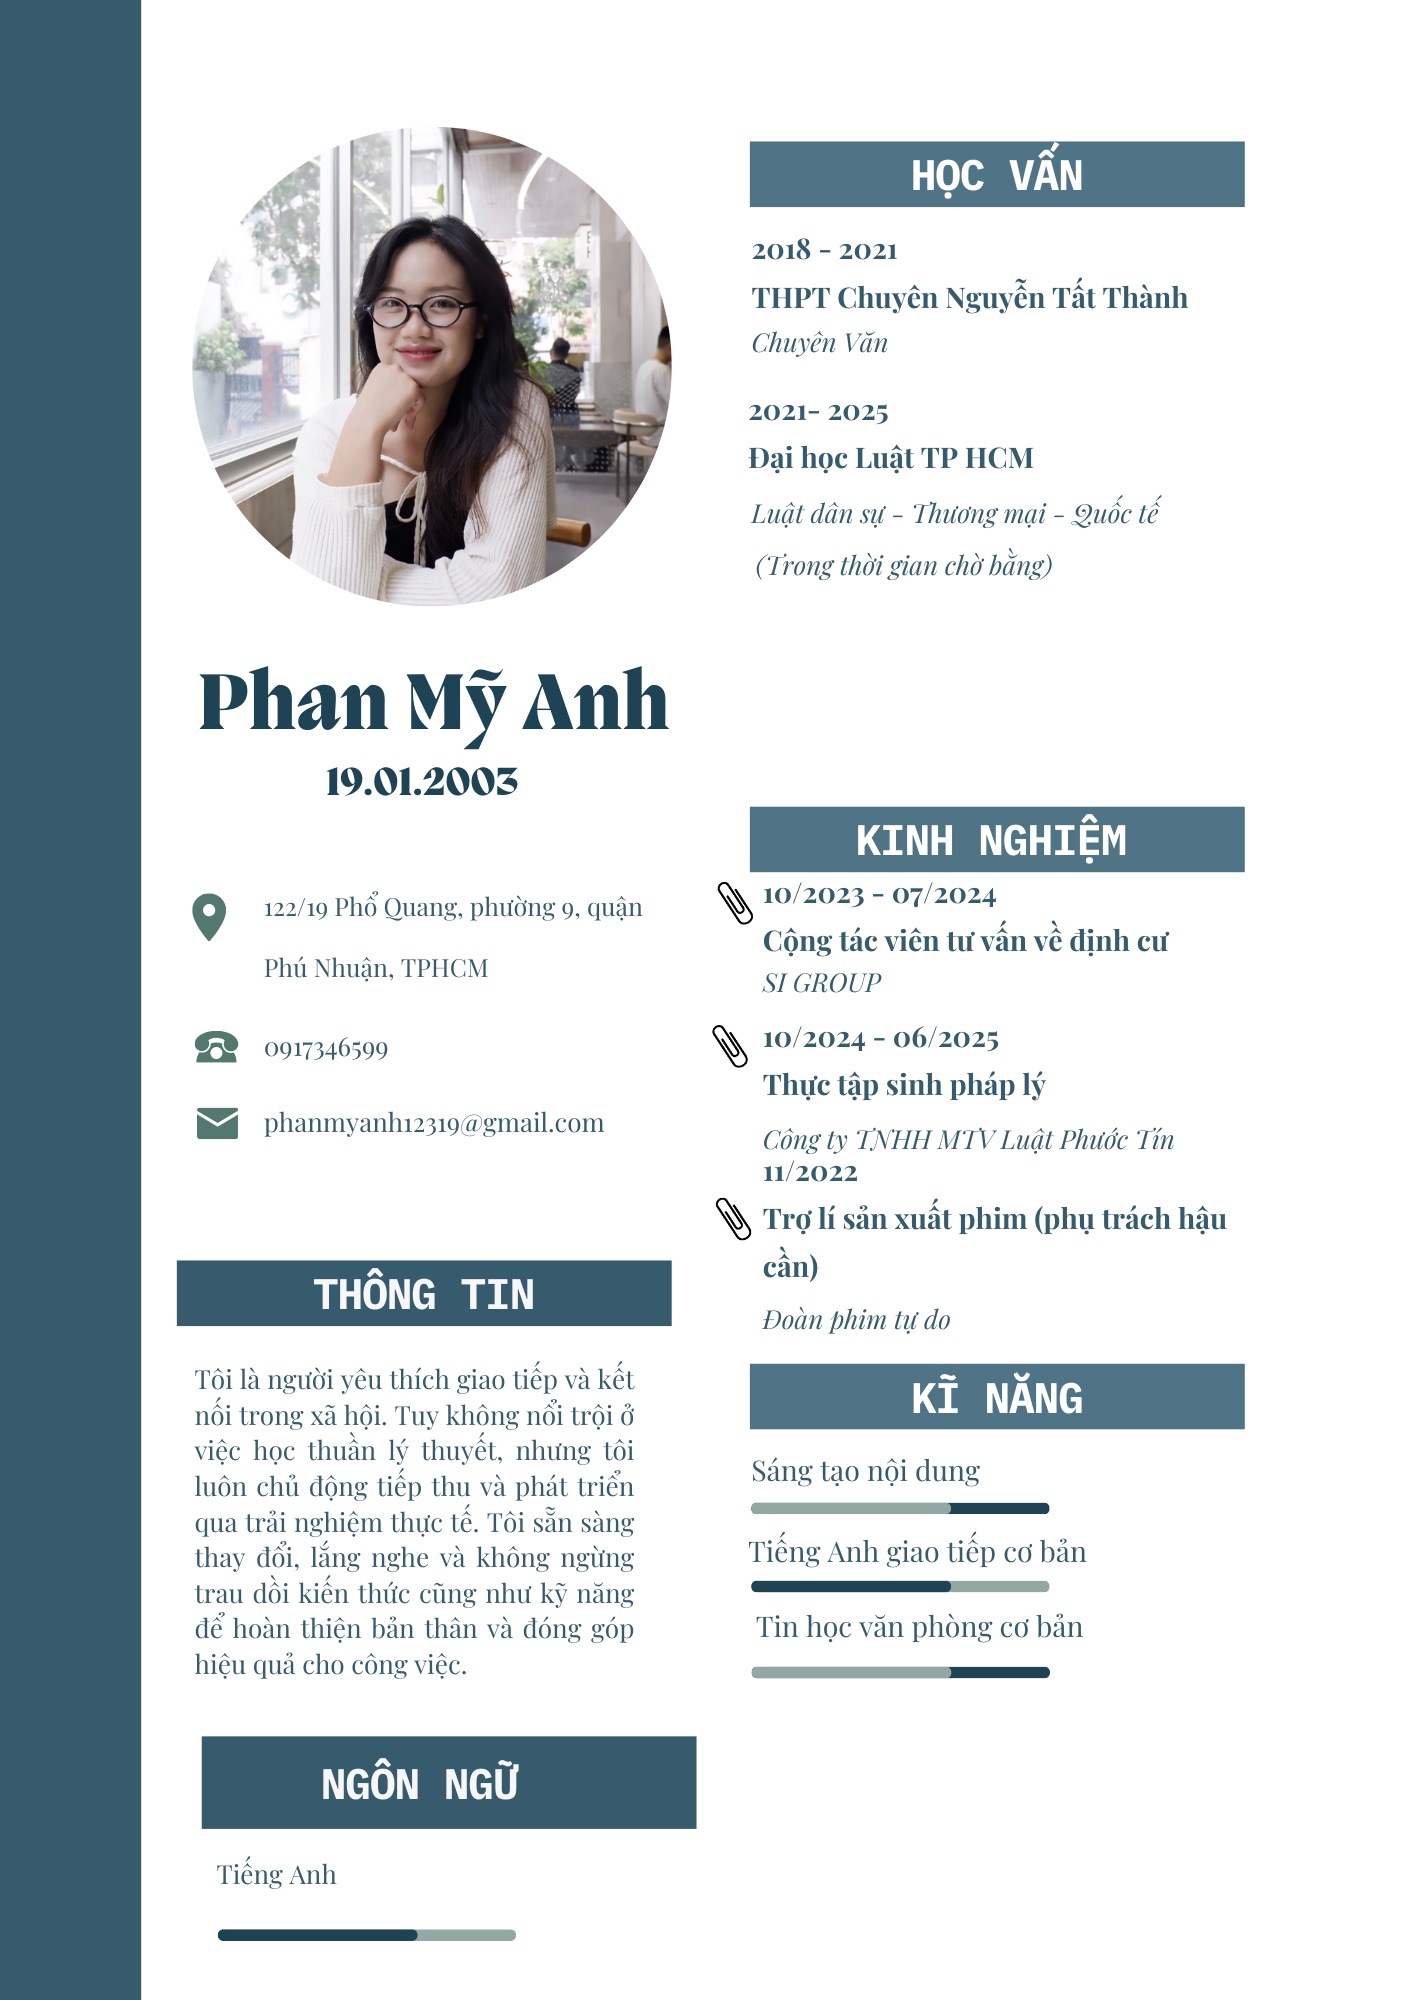 Phan Mỹ Anh
19.01.2003
122/19 Phổ Quang, phường 9, quận
Phú Nhuận, TPHCM
0917346599
phanmyanh12319@gmail.com
THÔNG TIN
Tôi là người yêu thích giao tiếp và kết
nối trong xã hội. Tuy không nổi trội ở
việc học thuần lý thuyết, nhưng tôi
luôn chủ động tiếp thu và phát triển
qua trải nghiệm thực tế. Tôi sẵn sàng
thay đổi, lắng nghe và không ngừng
trau dồi kiến thức cũng như kỹ năng
để hoàn thiện bản thân và đóng góp
hiệu quả cho công việc.
NGÔN NGỮ
Tiếng Anh
HỌC VẤN
2018 - 2021
THPT Chuyên Nguyễn Tất Thành
Chuyên Văn
2021- 2025
Đại học Luật TP HCM
Luật dân sự - Thương mại - Quốc tế
(Trong thời gian chờ bằng)
KINH NGHIỆM
10/2023 - 07/2024
Cộng tác viên tư vấn về định cư
SI GROUP
10/2024 - 06/2025
Thực tập sinh pháp lý
Công ty TNHH MTV Luật Phước Tín
11/2022
Trợ lí sản xuất phim (phụ trách hậu
cần)
Đoàn phim tự do
KĨ NĂNG
Sáng tạo nội dung
Tiếng Anh giao tiếp cơ bản
Tin học văn phòng cơ bản